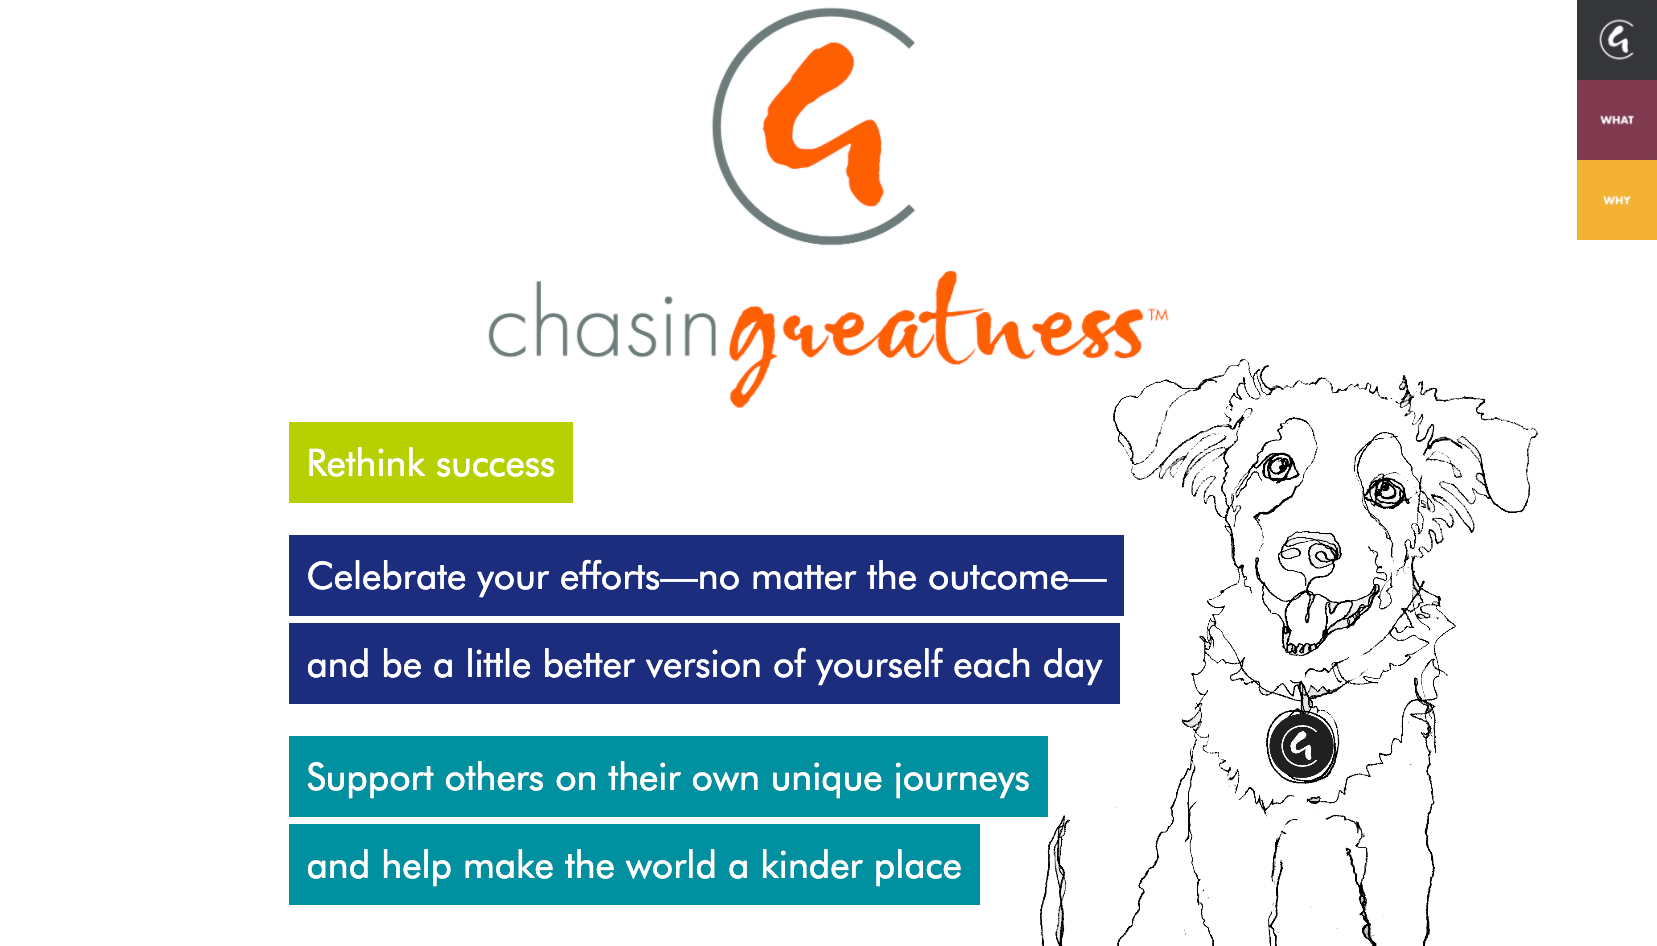 chasingreatness™
WHAT
WHY
Rethink success
Celebrate your efforts—no matter the outcome—
and be a little better version of yourself each day
Support others on their own unique journeys
and help make the world a kinder place